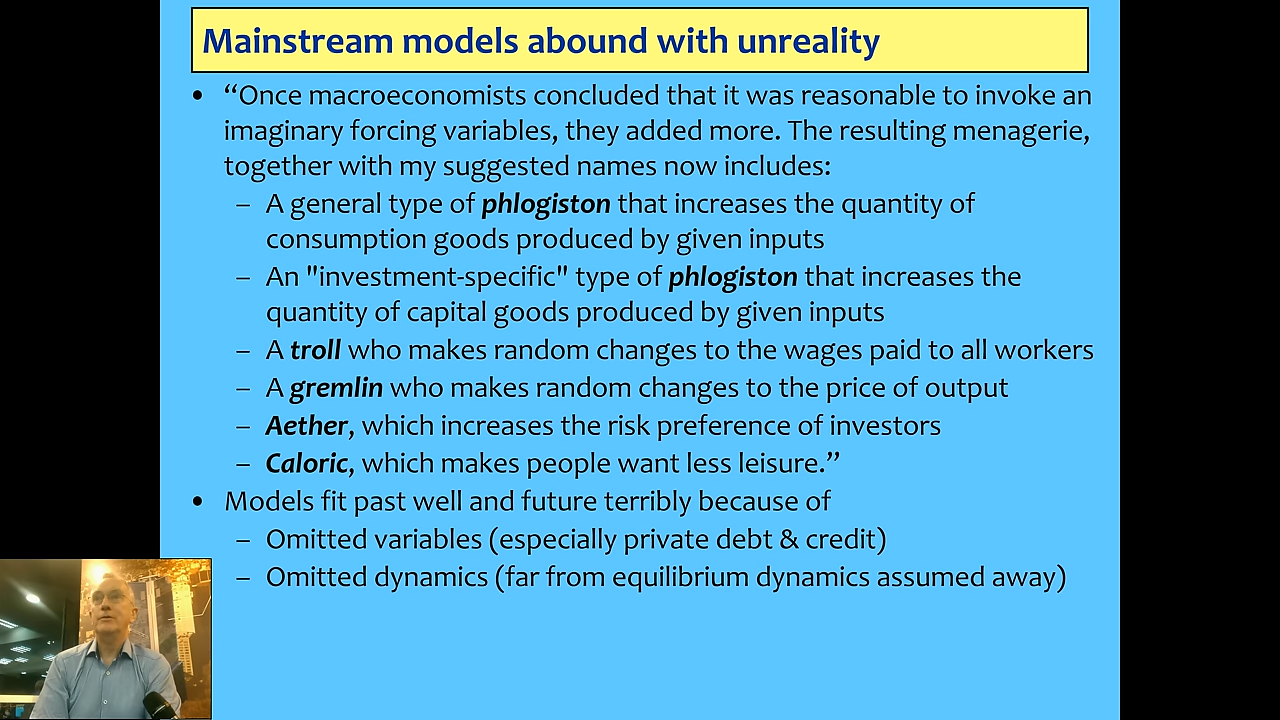 Mainstream models abound with unreality
• “Once macroeconomists concluded that it was reasonable to invoke an
imaginary forcing variables, they added more. The resulting menagerie,
together with my suggested names now includes:
– A general type of phlogiston that increases the quantity of
consumption goods produced by given inputs
– An "investment-specific" type of phlogiston that increases the
quantity of capital goods produced by given inputs
– A troll who makes random changes to the wages paid to all workers
– A gremlin who makes random changes to the price of output
– Aether, which increases the risk preference of investors
– Caloric, which makes people want less leisure.”
• Models fit past well and future terribly because of
– Omitted variables (especially private debt & credit)
– Omitted dynamics (far from equilibrium dynamics assumed away)